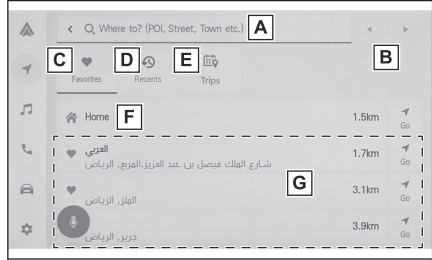 Where to? (POI, Street, Town etc.) A
B
C D E
Favorites Recents Trips
Home F 1.5km Go
العربي 1.7km
شارع الملك فيصل بن عبد العزيز,المربع, الرياض Go
G 3.1km
الملز, الرياض Go
3.9km
جرير, الرياض Go